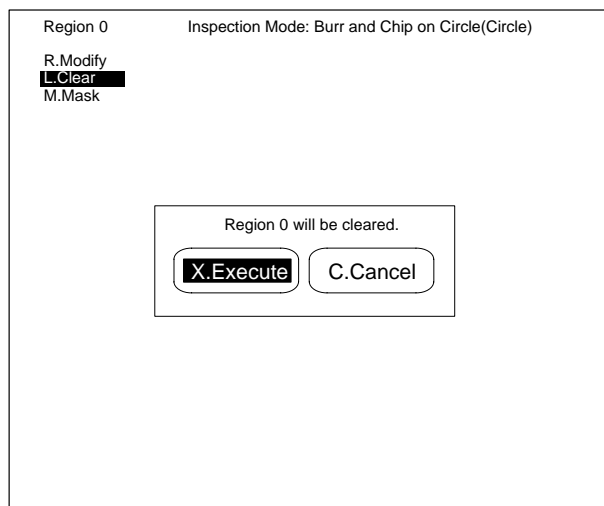 Region 0 Inspection Mode: Burr and Chip on Circle(Circle)
R.Modify
L.Clear
M.Mask
Region 0 will be cleared.
X.Execute C.Cancel